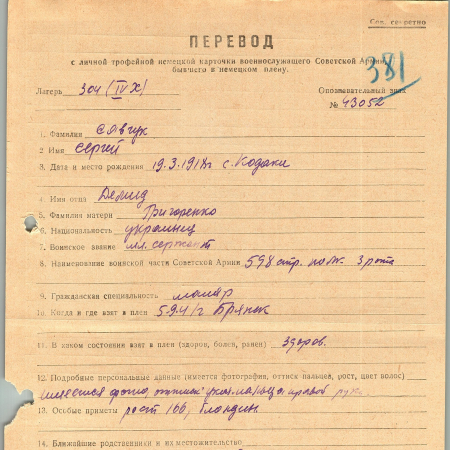 Сов. секретно
ПЕРЕВОД
с личной трофейной немецкой карточки военнослужащего Советской Армии,
бывшего в немецком плену.
381
Лагерь 304 (IV X) Опознавательный знак
№ 43052
1. Фамилия Савчук
2. Имя Сергей
3. Дата и место рождения 19.3.1918г с. Кодаки
4. Имя отца Демид
5. Фамилия матери Григоренко
6. Национальность украинец
7. Воинское звание мл. сержант
8. Наименование воинской части Советской Армии 598 стр. полк. 3 рота
9. Гражданская специальность маляр
10. Когда и где взят в плен 5.9.41г Брянск
11. В каком состоянии взят в плен (здоров, болен, ранен) здоров.
12. Подробные персональные данные (имеется фотография, оттиск пальцев, рост, цвет волос)
имеется фото, оттиск указ. пальца правой руки
13. Особые приметы рост 166, блондин
14. Ближайшие родственники и их местожительство